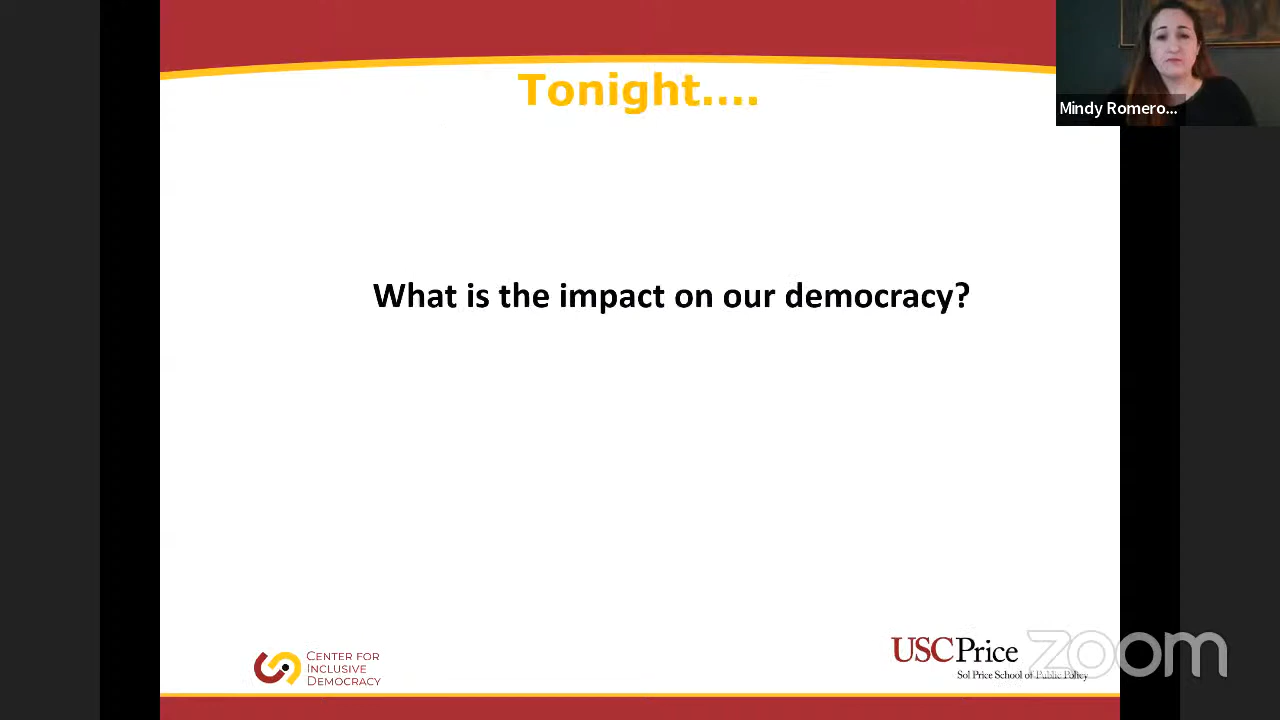 Tonight....
Mindy Romero...
What is the impact on our democracy?
CENTER FOR
INCLUSIVE
DEMOCRACY
USCPrice
Sol Price School of Public Policy
zoom